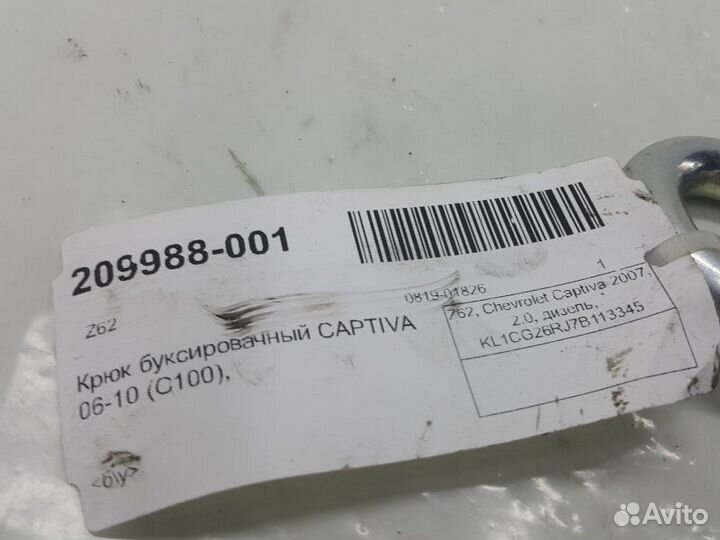 209988-001
0819-01826
1
Z62
Z62, Chevrolet Captiva 2007,
2.0, дизель,
KL1CG26RJ7B113345
Крюк буксировачный CAPTIVA
06-10 (C100),
<б\у>
Avito